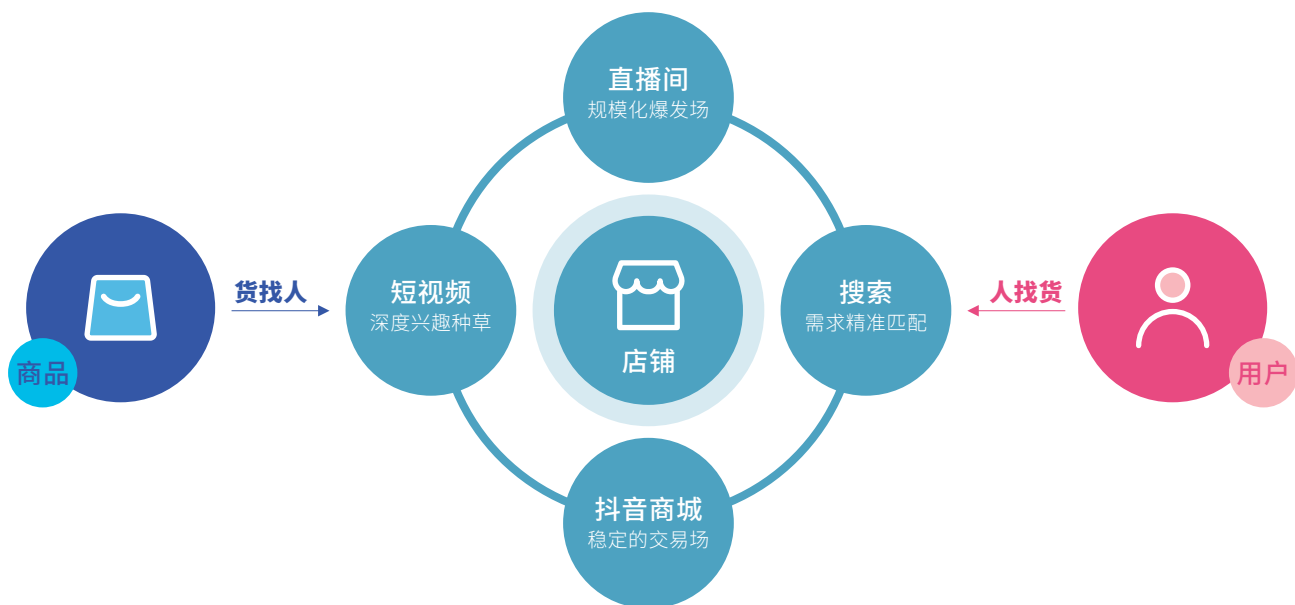 直播间
规模化爆发场
货找人
短视频
深度兴趣种草
店铺
搜索
需求精准匹配
人找货
商品
用户
抖音商城
稳定的交易场